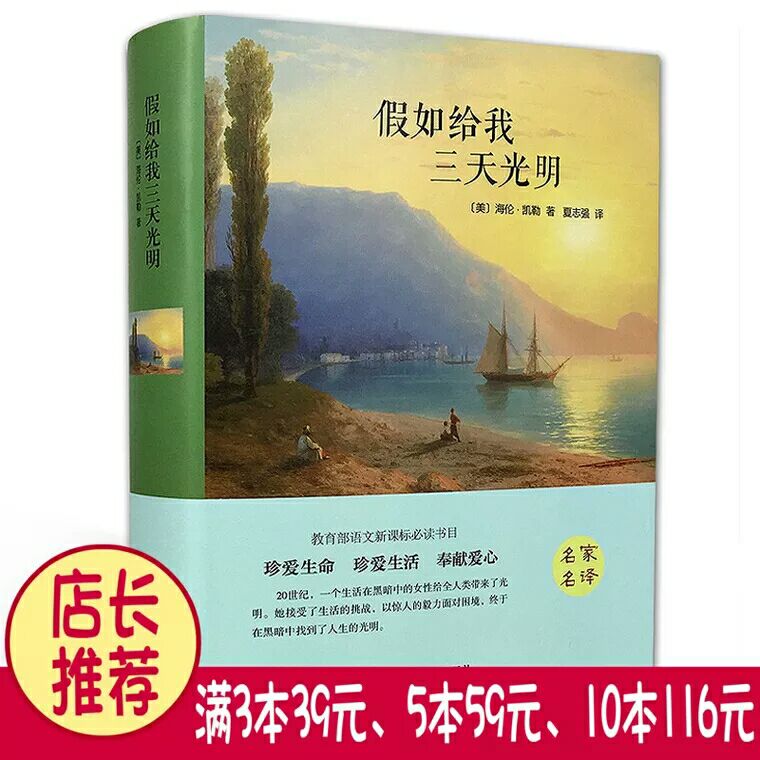 假如给我三天光明
〔美〕海伦·凯勒 著
假如给我
三天光明
〔美〕海伦·凯勒 著 夏志强 译
教育部语文新课标必读书目
珍爱生命 珍爱生活 奉献爱心
20世纪，一个生活在黑暗中的女性给全人类带来了光
明。她接受了生活的挑战，以惊人的毅力面对困境，终于
在黑暗中找到了人生的光明。
名家
名译
店长
推荐
满3本39元、5本59元、10本116元